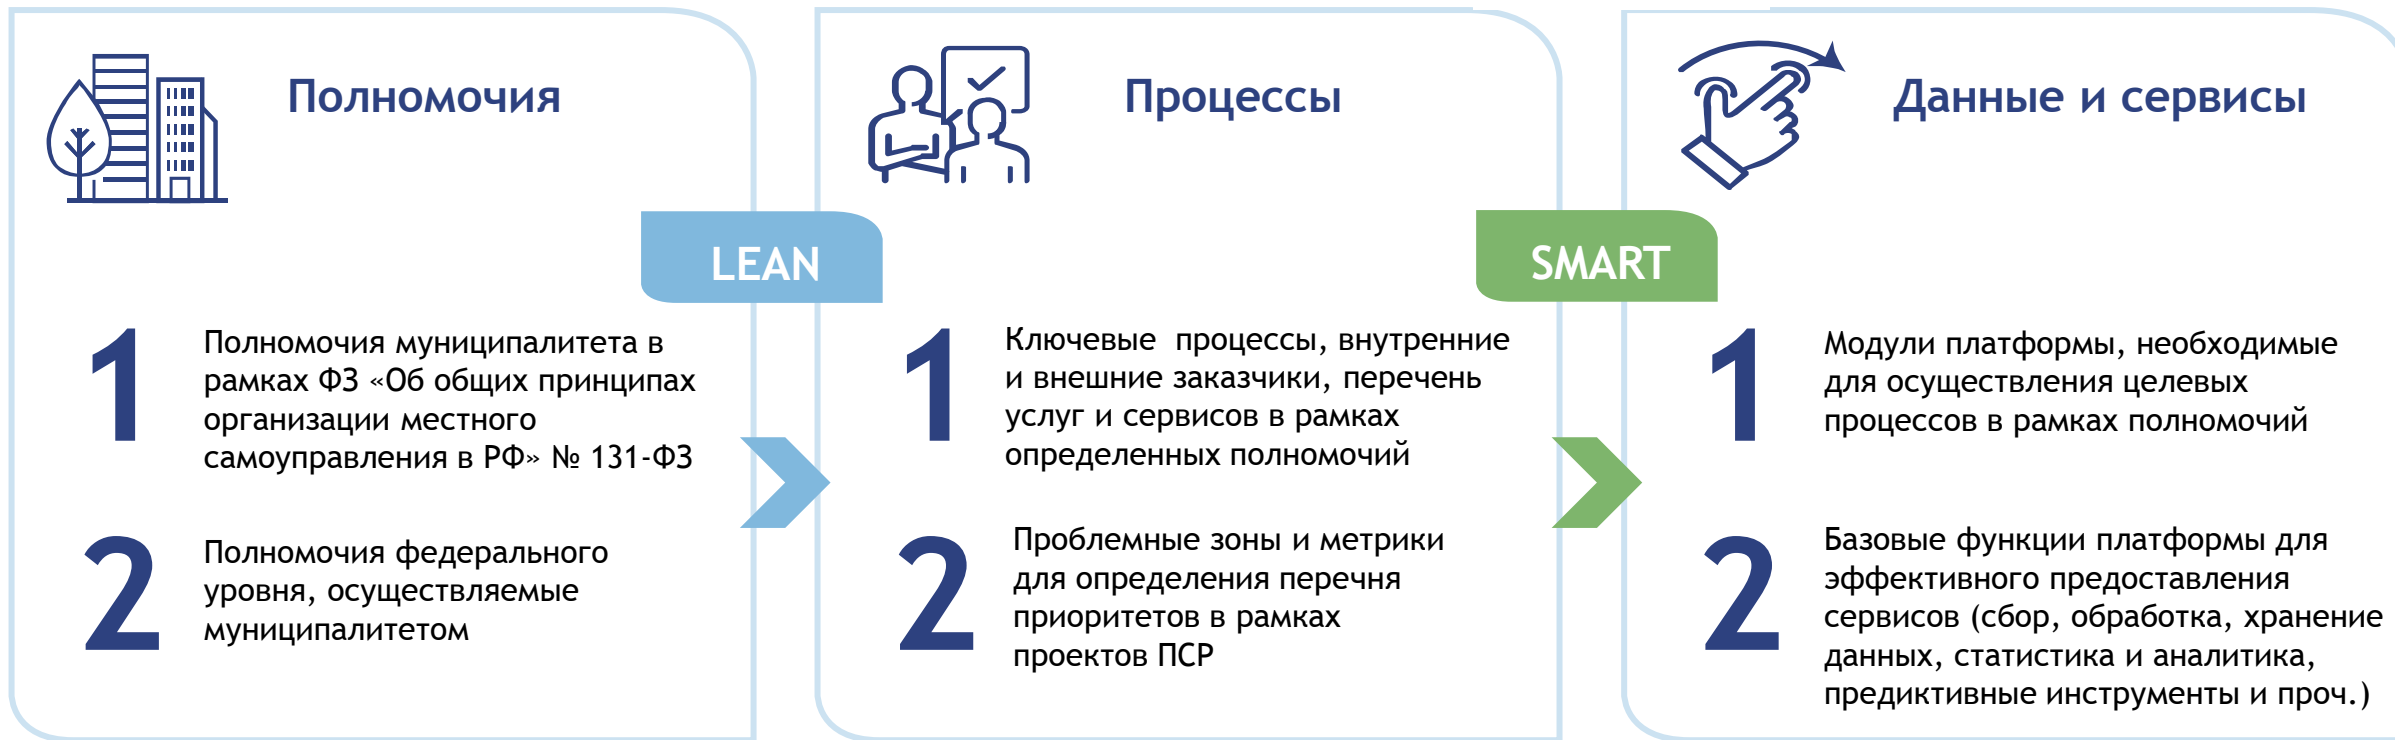 Полномочия
1
Полномочия муниципалитета в
рамках ФЗ «Об общих принципах
организации местного
самоуправления в РФ» № 131-ФЗ
2
Полномочия федерального
уровня, осуществляемые
муниципалитетом
LEAN
Процессы
1
Ключевые процессы, внутренние
и внешние заказчики, перечень
услуг и сервисов в рамках
определенных полномочий
2
Проблемные зоны и метрики
для определения перечня
приоритетов в рамках
проектов ПСР
SMART
Данные и сервисы
1
Модули платформы, необходимые
для осуществления целевых
процессов в рамках полномочий
2
Базовые функции платформы для
эффективного предоставления
сервисов (сбор, обработка, хранение
данных, статистика и аналитика,
предиктивные инструменты и проч.)